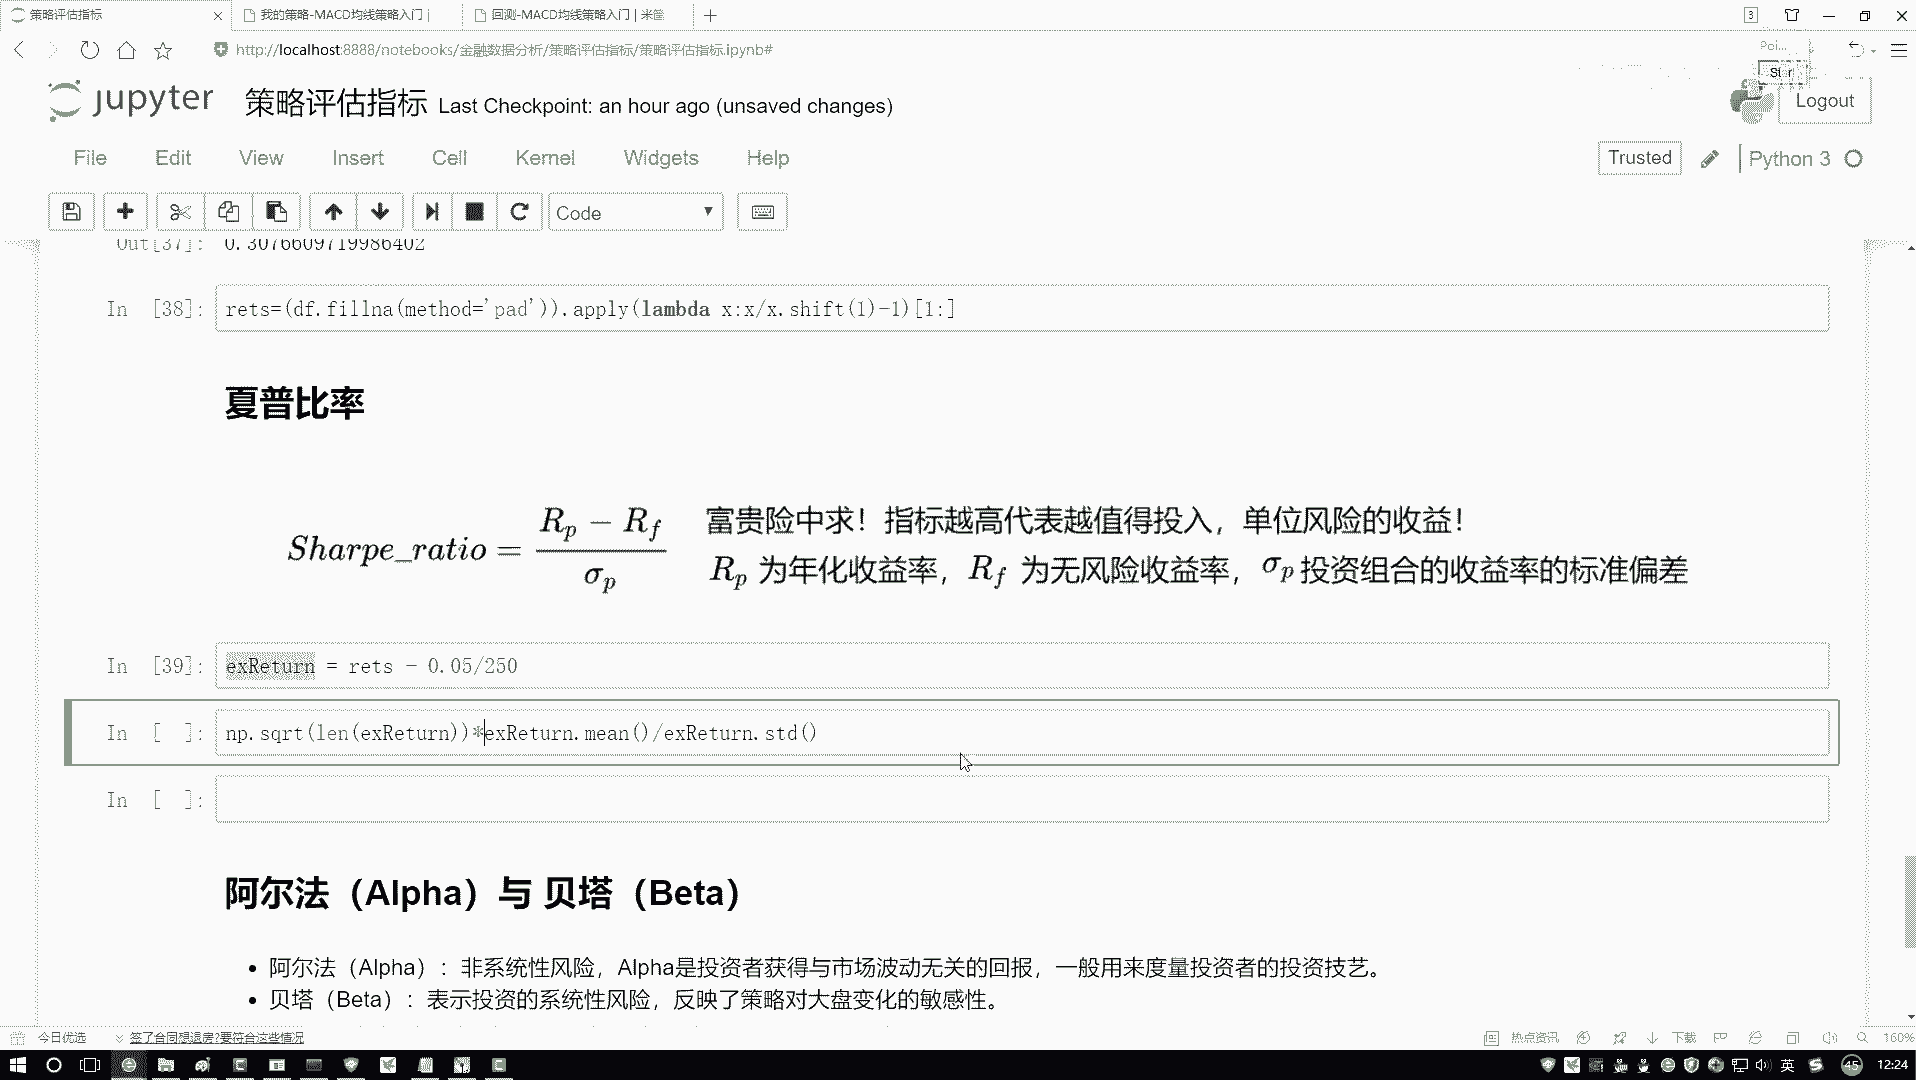 策略评估指标
我的策略-MACD均线策略入门 |
回测-MACD均线策略入门 | 米筐
3
http://localhost:8888/notebooks/金融数据分析/策略评估指标/策略评估指标.ipynb#
Poi...
Star
jupyter 策略评估指标 Last Checkpoint: an hour ago (unsaved changes)
Logout
File Edit View Insert Cell Kernel Widgets Help
Trusted Python 3
Code
Out[37]: 0.3076609719986402
In [38]: rets=(df.fillna(method='pad')).apply(lambda x:x/x.shift(1)-1)[1:]
夏普比率
Sharpe_ratio = (R_p − R_f) / σ_p
富贵险中求！指标越高代表越值得投入，单位风险的收益！
R_p 为年化收益率，R_f 为无风险收益率，σ_p 投资组合的收益率的标准偏差
In [39]: exReturn = rets - 0.05/250
In [ ]: np.sqrt(len(exReturn))*exReturn.mean()/exReturn.std()
In [ ]:
阿尔法（Alpha）与 贝塔（Beta）
• 阿尔法（Alpha）：非系统性风险，Alpha是投资者获得与市场波动无关的回报，一般用来度量投资者的投资技艺。
• 贝塔（Beta）：表示投资的系统性风险，反映了策略对大盘变化的敏感性。
今日优选 签了合同想退房?要符合这些情况
热点资讯 下载 160%
英 45 12:24